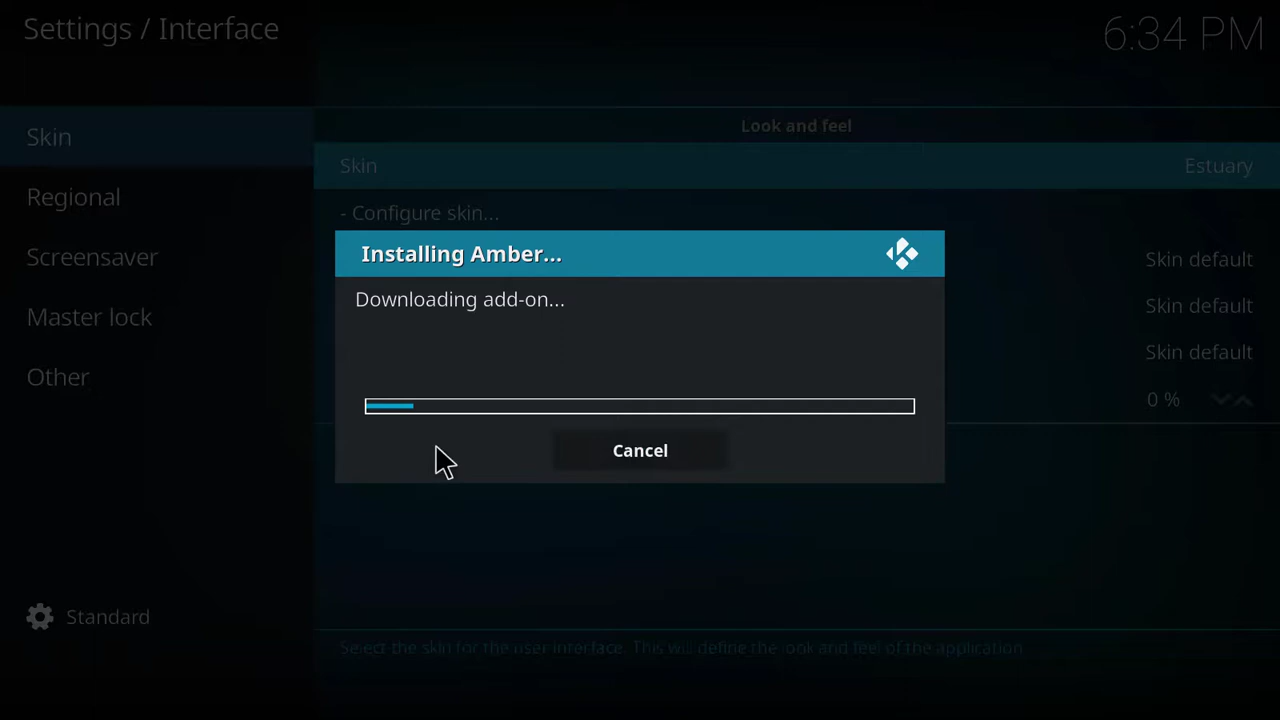 Settings / Interface
6:34 PM
Skin
Regional
Screensaver
Master lock
Other
Standard
Look and feel
Skin Estuary
- Configure skin...
Skin default
Skin default
Skin default
0 %
Installing Amber...
Downloading add-on...
Cancel
Select the skin for the user interface. This will define the look and feel of the application.